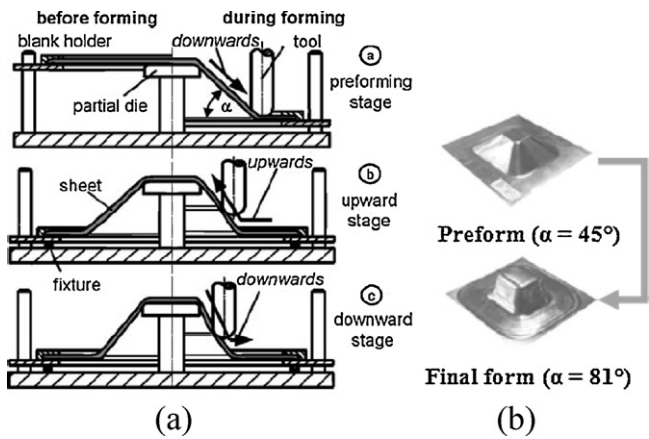 before forming
during forming
blank holder
downwards
tool
a
preforming
stage
partial die
α
b
upward
stage
upwards
sheet
fixture
c
downward
stage
downwards
Preform (α = 45°)
Final form (α = 81°)
(a)
(b)